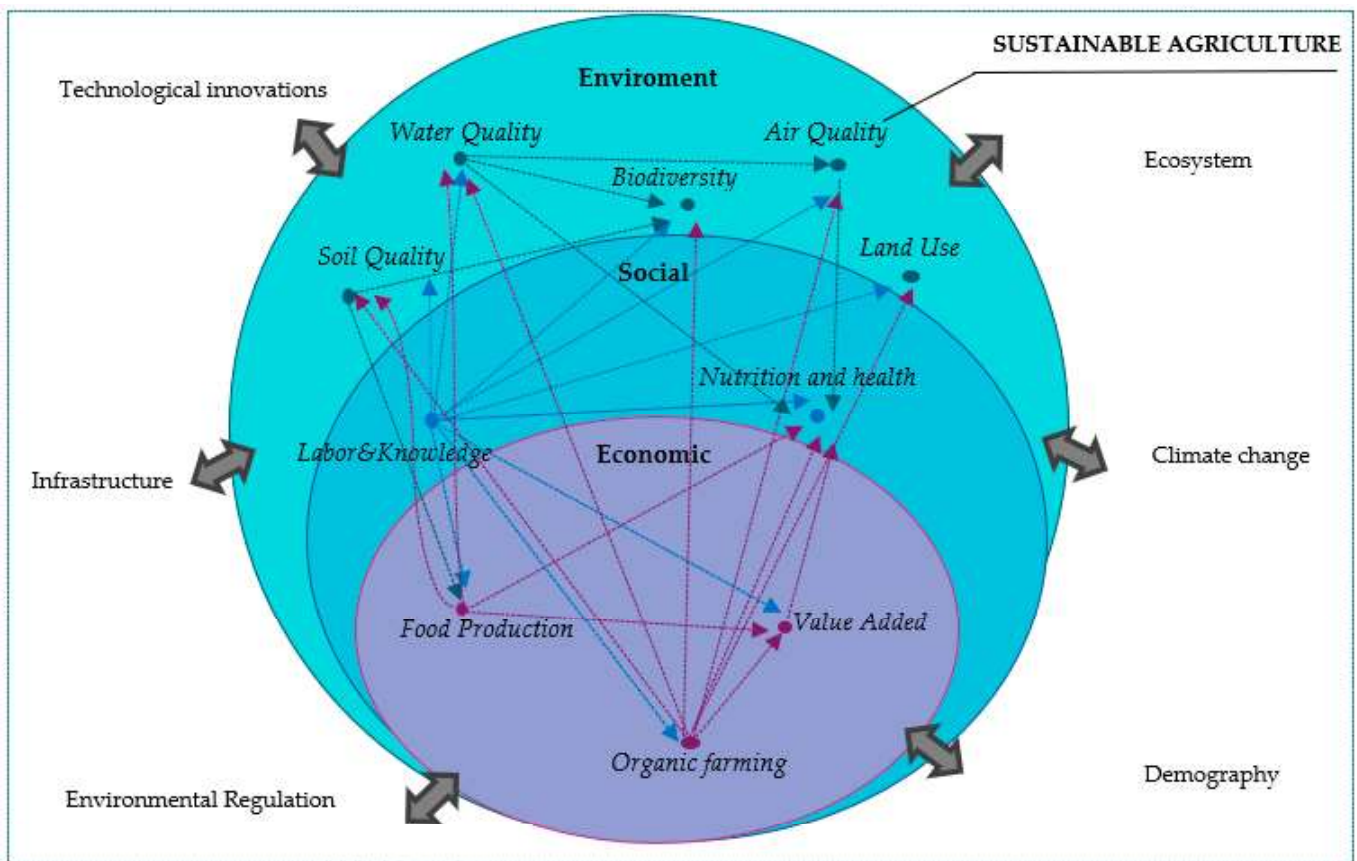 SUSTAINABLE AGRICULTURE
Enviroment
Technological innovations
Water Quality
Air Quality
Ecosystem
Biodiversity
Soil Quality
Social
Land Use
Nutrition and health
Labor&Knowledge
Economic
Infrastructure
Climate change
Food Production
Value Added
Organic farming
Environmental Regulation
Demography